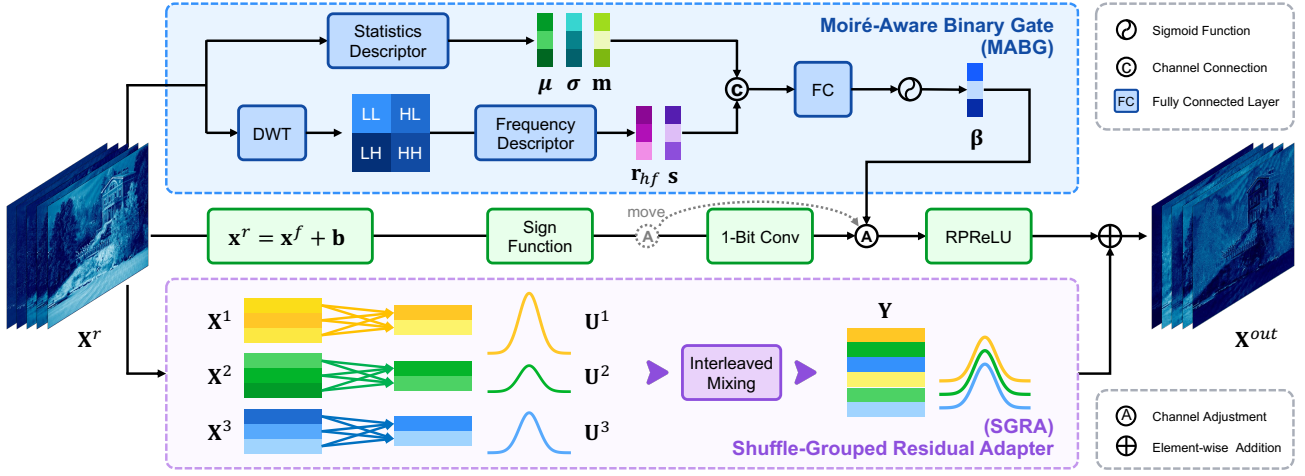 Statistics
Descriptor
μ σ m
Moiré-Aware Binary Gate
(MABG)
C
FC
β
DWT
LL HL
LH HH
Frequency
Descriptor
r_{hf} s
Sigmoid Function
C Channel Connection
FC Fully Connected Layer
X^r
x^r = x^f + b
Sign
Function
move
A
1-Bit Conv
A
RPReLU
X^{out}
X^1 U^1
X^2 U^2
X^3 U^3
Interleaved
Mixing
Y
(SGRA)
Shuffle-Grouped Residual Adapter
A Channel Adjustment
Element-wise Addition